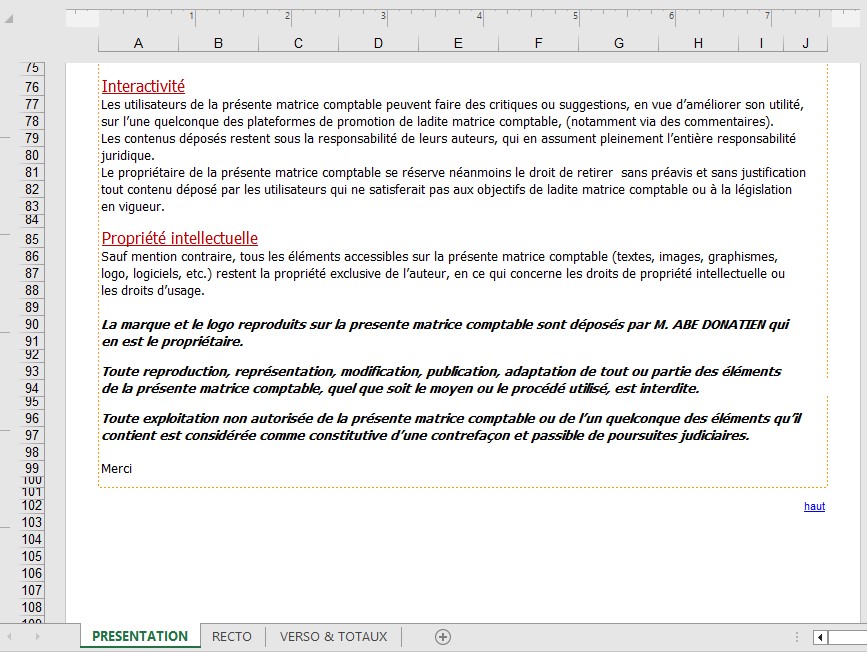 1 2 3 4 5 6 7
A B C D E F G H I J
75
76 Interactivité
77 Les utilisateurs de la présente matrice comptable peuvent faire des critiques ou suggestions, en vue d’améliorer son utilité,
78 sur l’une quelconque des plateformes de promotion de ladite matrice comptable, (notamment via des commentaires).
79 Les contenus déposés restent sous la responsabilité de leurs auteurs, qui en assument pleinement l’entière responsabilité
80 juridique.
81 Le propriétaire de la présente matrice comptable se réserve néanmoins le droit de retirer  sans préavis et sans justification
82 tout contenu déposé par les utilisateurs qui ne satisferait pas aux objectifs de ladite matrice comptable ou à la législation
83 en vigueur.
84
85 Propriété intellectuelle
86 Sauf mention contraire, tous les éléments accessibles sur la présente matrice comptable (textes, images, graphismes,
87 logo, logiciels, etc.) restent la propriété exclusive de l’auteur, en ce qui concerne les droits de propriété intellectuelle ou
88 les droits d’usage.
89
90 La marque et le logo reproduits sur la presente matrice comptable sont déposés par M. ABE DONATIEN qui
91 en est le propriétaire.
92
93 Toute reproduction, représentation, modification, publication, adaptation de tout ou partie des éléments
94 de la présente matrice comptable, quel que soit le moyen ou le procédé utilisé, est interdite.
95
96 Toute exploitation non autorisée de la présente matrice comptable ou de l’un quelconque des éléments qu’il
97 contient est considérée comme constitutive d’une contrefaçon et passible de poursuites judiciaires.
98
99 Merci
100
101
102 haut
103
104
105
106
107
108
109
PRESENTATION RECTO VERSO & TOTAUX